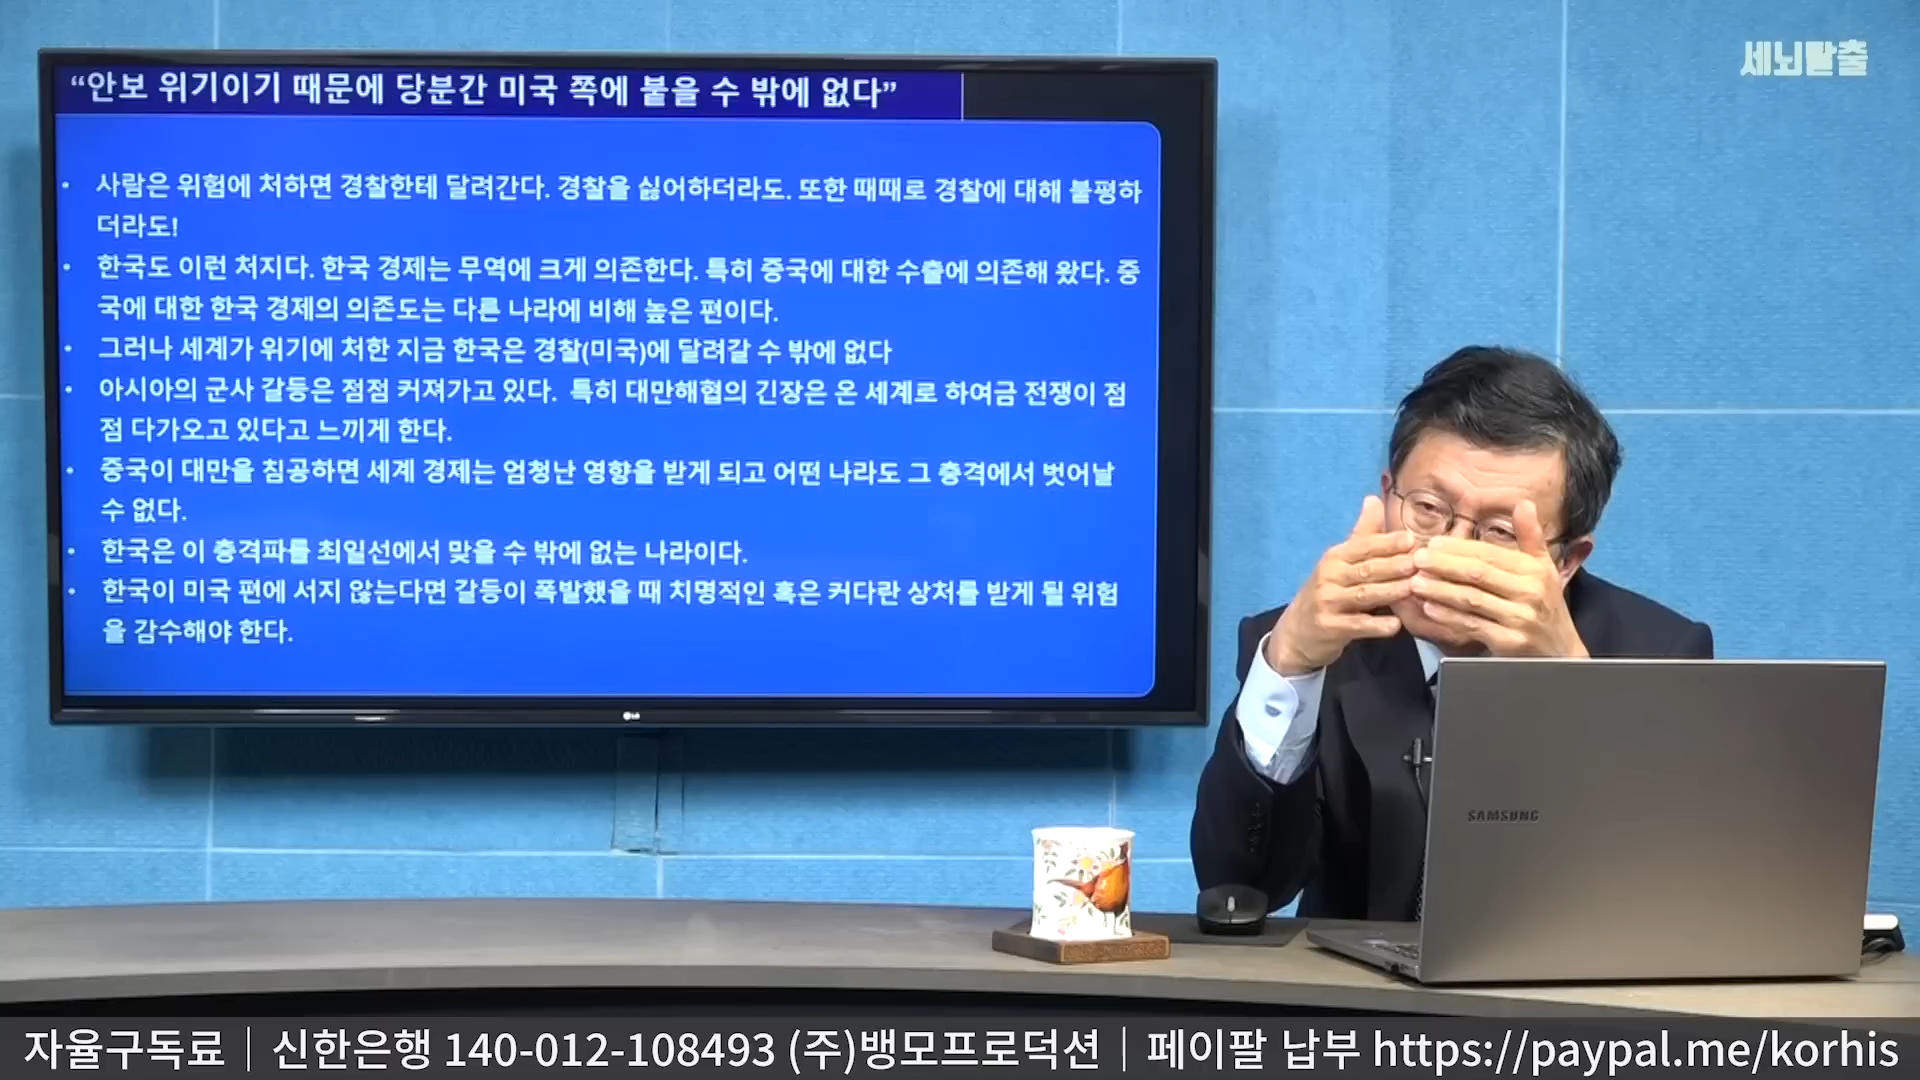 세뇌탈출
“안보 위기이기 때문에 당분간 미국 쪽에 붙을 수 밖에 없다”
• 사람은 위험에 처하면 경찰한테 달려간다. 경찰을 싫어하더라도. 또한 때때로 경찰에 대해 불평하
더라도!
• 한국도 이런 처지다. 한국 경제는 무역에 크게 의존한다. 특히 중국에 대한 수출에 의존해 왔다. 중
국에 대한 한국 경제의 의존도는 다른 나라에 비해 높은 편이다.
• 그러나 세계가 위기에 처한 지금 한국은 경찰(미국)에 달려갈 수 밖에 없다
• 아시아의 군사 갈등은 점점 커져가고 있다. 특히 대만해협의 긴장은 온 세계로 하여금 전쟁이 점
점 다가오고 있다고 느끼게 한다.
• 중국이 대만을 침공하면 세계 경제는 엄청난 영향을 받게 되고 어떤 나라도 그 충격에서 벗어날
수 없다.
• 한국은 이 충격파를 최일선에서 맞을 수 밖에 없는 나라이다.
• 한국이 미국 편에 서지 않는다면 갈등이 폭발했을 때 치명적인 혹은 커다란 상처를 받게 될 위험
을 감수해야 한다.
LG
SAMSUNG
자율구독료│신한은행 140-012-108493 (주)뱅모프로덕션│페이팔 납부 https://paypal.me/korhis